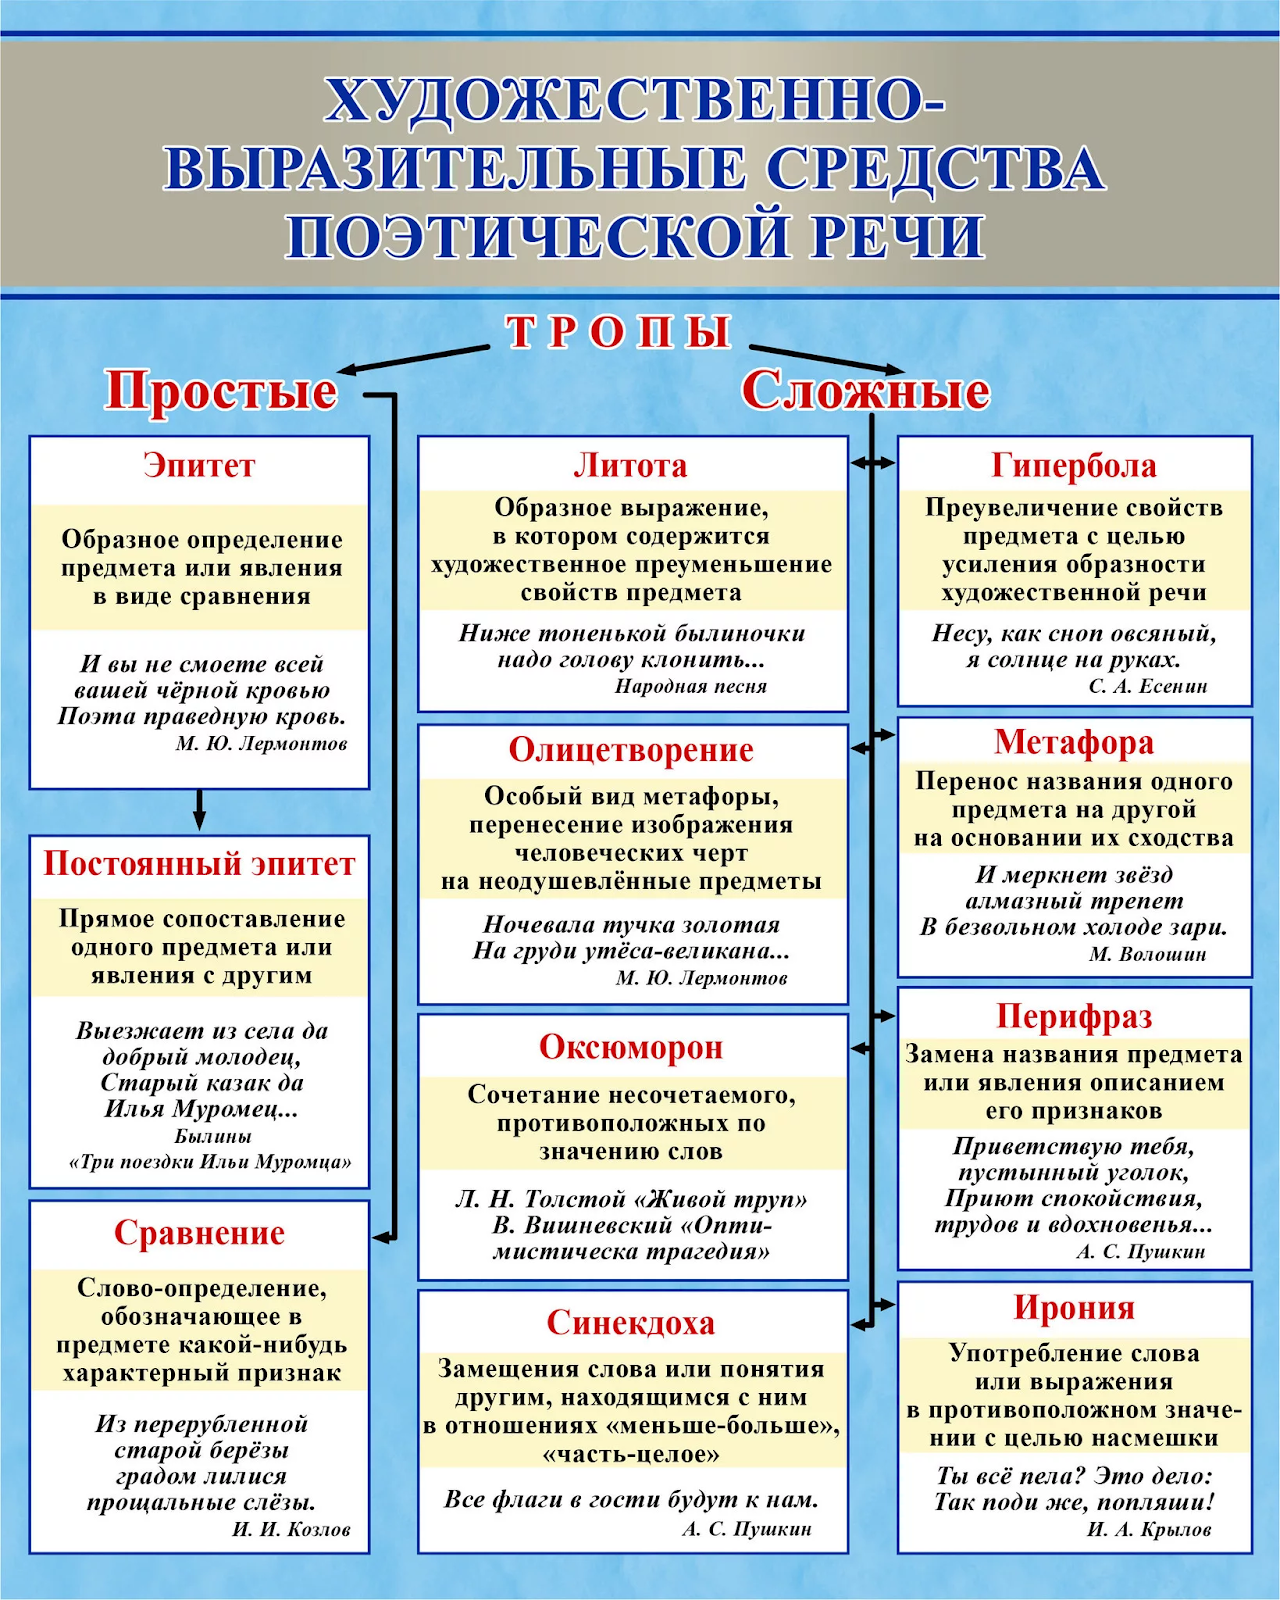 ХУДОЖЕСТВЕННО-
ВЫРАЗИТЕЛЬНЫЕ СРЕДСТВА
ПОЭТИЧЕСКОЙ РЕЧИ
ТРОПЫ
Простые
Сложные
Эпитет
Образное определение
предмета или явления
в виде сравнения
И вы не смоете всей
вашей чёрной кровью
Поэта праведную кровь.
М. Ю. Лермонтов
Постоянный эпитет
Прямое сопоставление
одного предмета или
явления с другим
Выезжает из села да
добрый молодец,
Старый казак да
Илья Муромец...
Былины
«Три поездки Ильи Муромца»
Сравнение
Слово-определение,
обозначающее в
предмете какой-нибудь
характерный признак
Из перерубленной
старой берёзы
градом лилися
прощальные слёзы.
И. И. Козлов
Литота
Образное выражение,
в котором содержится
художественное преуменьшение
свойств предмета
Ниже тоненькой былиночки
надо голову клонить...
Народная песня
Олицетворение
Особый вид метафоры,
перенесение изображения
человеческих черт
на неодушевлённые предметы
Ночевала тучка золотая
На груди утёса-великана...
М. Ю. Лермонтов
Оксюморон
Сочетание несочетаемого,
противоположных по
значению слов
Л. Н. Толстой «Живой труп»
В. Вишневский «Опти-
мистическа трагедия»
Синекдоха
Замещения слова или понятия
другим, находящимся с ним
в отношениях «меньше-больше»,
«часть-целое»
Все флаги в гости будут к нам.
А. С. Пушкин
Гипербола
Преувеличение свойств
предмета с целью
усиления образности
художественной речи
Несу, как сноп овсяный,
я солнце на руках.
С. А. Есенин
Метафора
Перенос названия одного
предмета на другой
на основании их сходства
И меркнет звёзд
алмазный трепет
В безвольном холоде зари.
М. Волошин
Перифраз
Замена названия предмета
или явления описанием
его признаков
Приветствую тебя,
пустынный уголок,
Приют спокойствия,
трудов и вдохновенья...
А. С. Пушкин
Ирония
Употребление слова
или выражения
в противоположном значе-
нии с целью насмешки
Ты всё пела? Это дело:
Так поди же, попляши!
И. А. Крылов